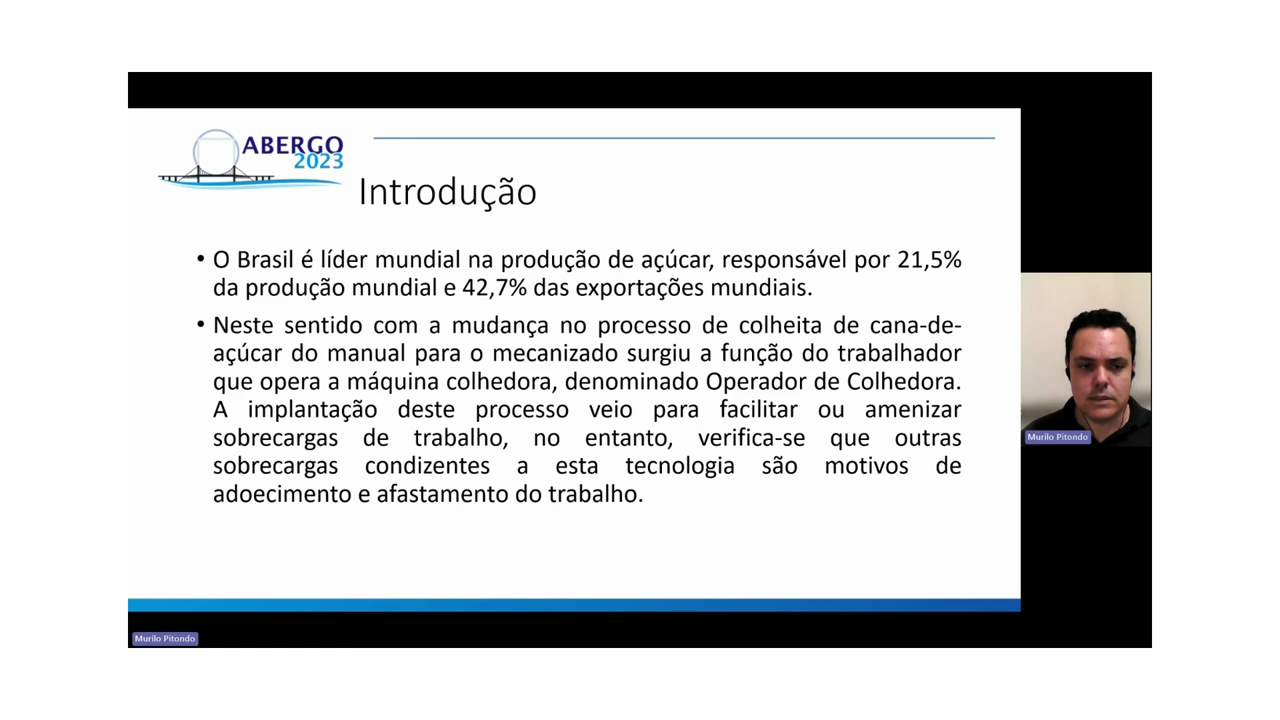 ABERGO
2023
Introdução
• O Brasil é líder mundial na produção de açúcar, responsável por 21,5%
da produção mundial e 42,7% das exportações mundiais.
• Neste sentido com a mudança no processo de colheita de cana-de-
açúcar do manual para o mecanizado surgiu a função do trabalhador
que opera a máquina colhedora, denominado Operador de Colhedora.
A implantação deste processo veio para facilitar ou amenizar
sobrecargas de trabalho, no entanto, verifica-se que outras
sobrecargas condizentes a esta tecnologia são motivos de
adoecimento e afastamento do trabalho.
Murilo Pitondo
Murilo Pitondo